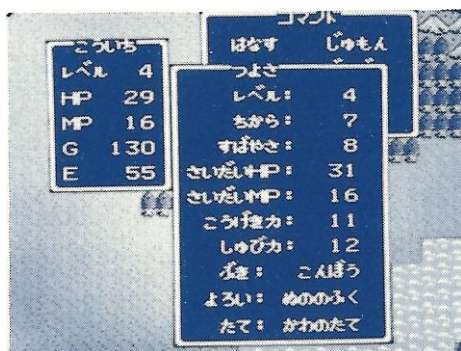 こういち
レベル 4
HP 29
MP 16
G 130
E 55
コマンド
はなす じゅもん
つよさ
レベル： 4
ちから： 7
すばやさ： 8
さいだいHP： 31
さいだいMP： 16
こうげき力： 11
しゅび力： 12
ぶき： こんぼう
よろい： ぬののふく
たて： かわのたて